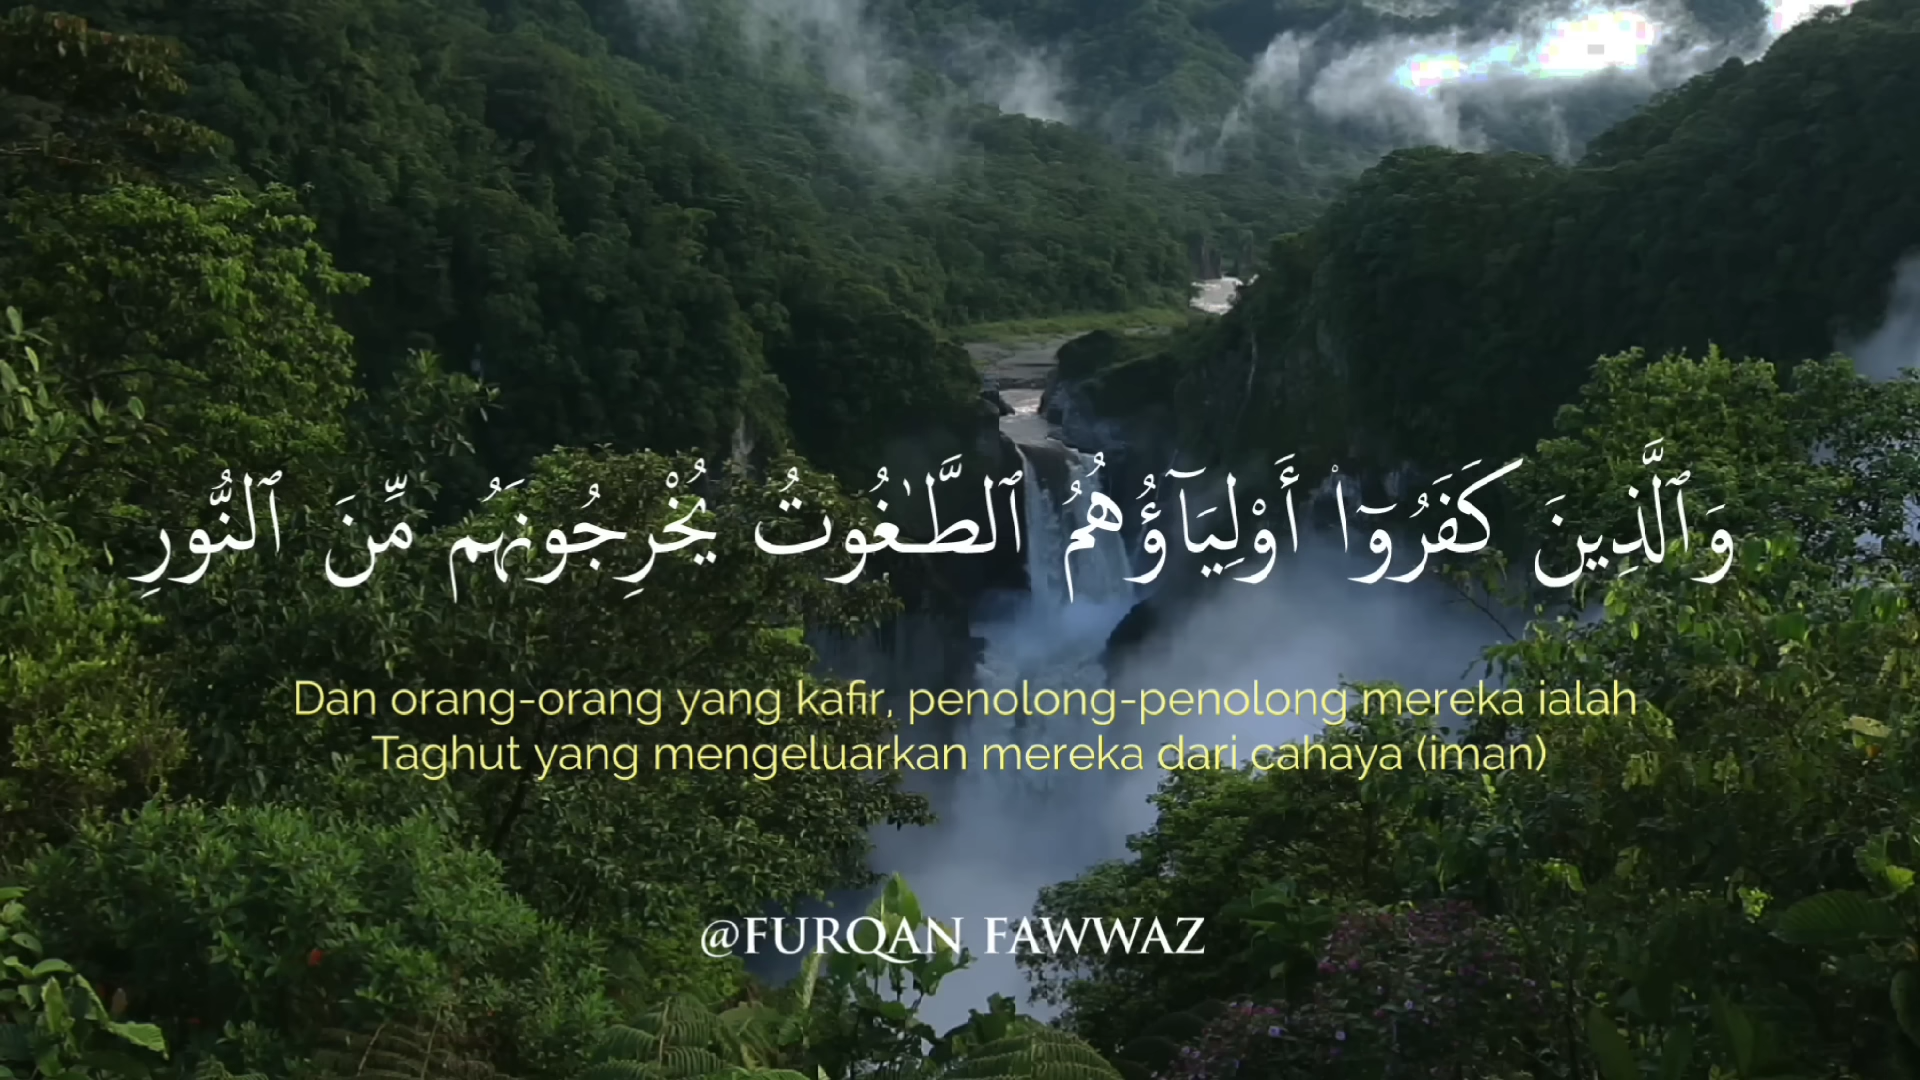 وَٱلَّذِينَ كَفَرُوٓا۟ أَوْلِيَآؤُهُمُ ٱلطَّٰغُوتُ يُخْرِجُونَهُم مِّنَ ٱلنُّورِ
Dan orang-orang yang kafir, penolong-penolong mereka ialah
Taghut yang mengeluarkan mereka dari cahaya (iman)
@FURQAN FAWWAZ